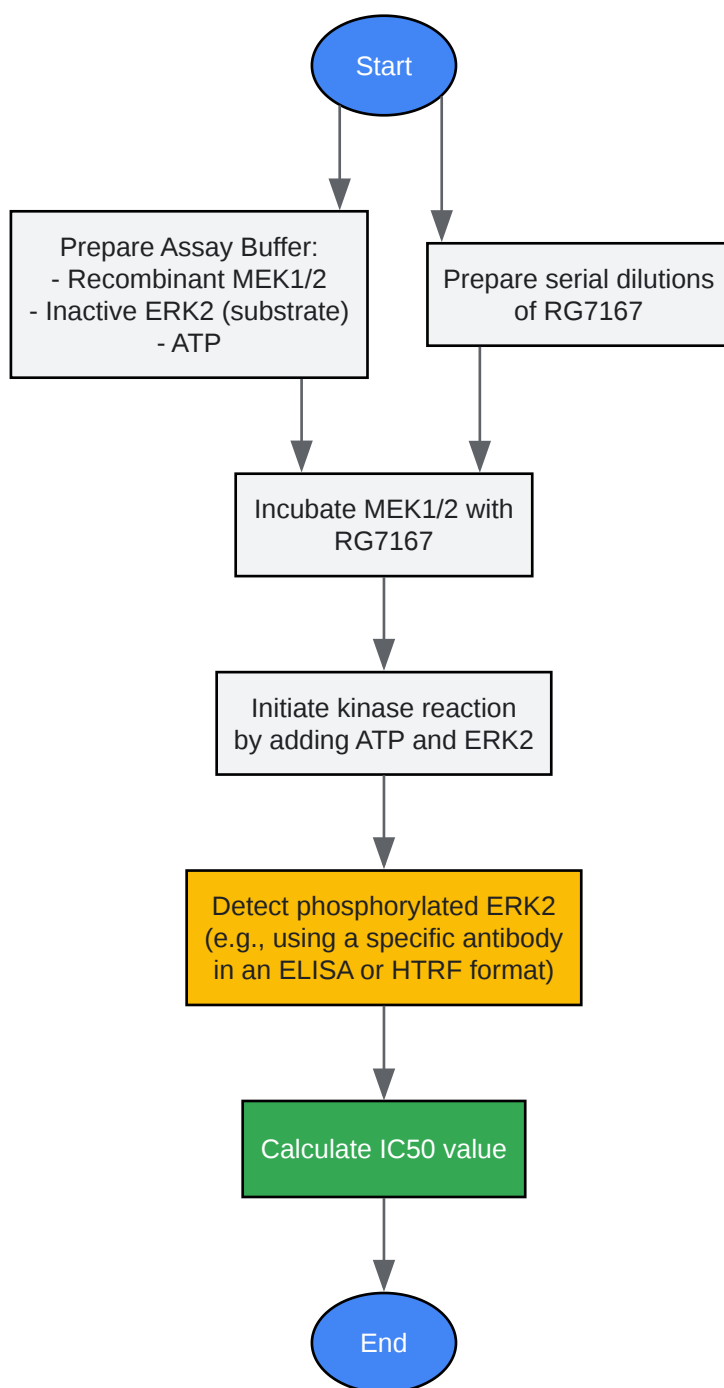 Start
Prepare Assay Buffer:
- Recombinant MEK1/2
- Inactive ERK2 (substrate)
- ATP
Prepare serial dilutions
of RG7167
Incubate MEK1/2 with
RG7167
Initiate kinase reaction
by adding ATP and ERK2
Detect phosphorylated ERK2
(e.g., using a specific antibody
in an ELISA or HTRF format)
Calculate IC50 value
End